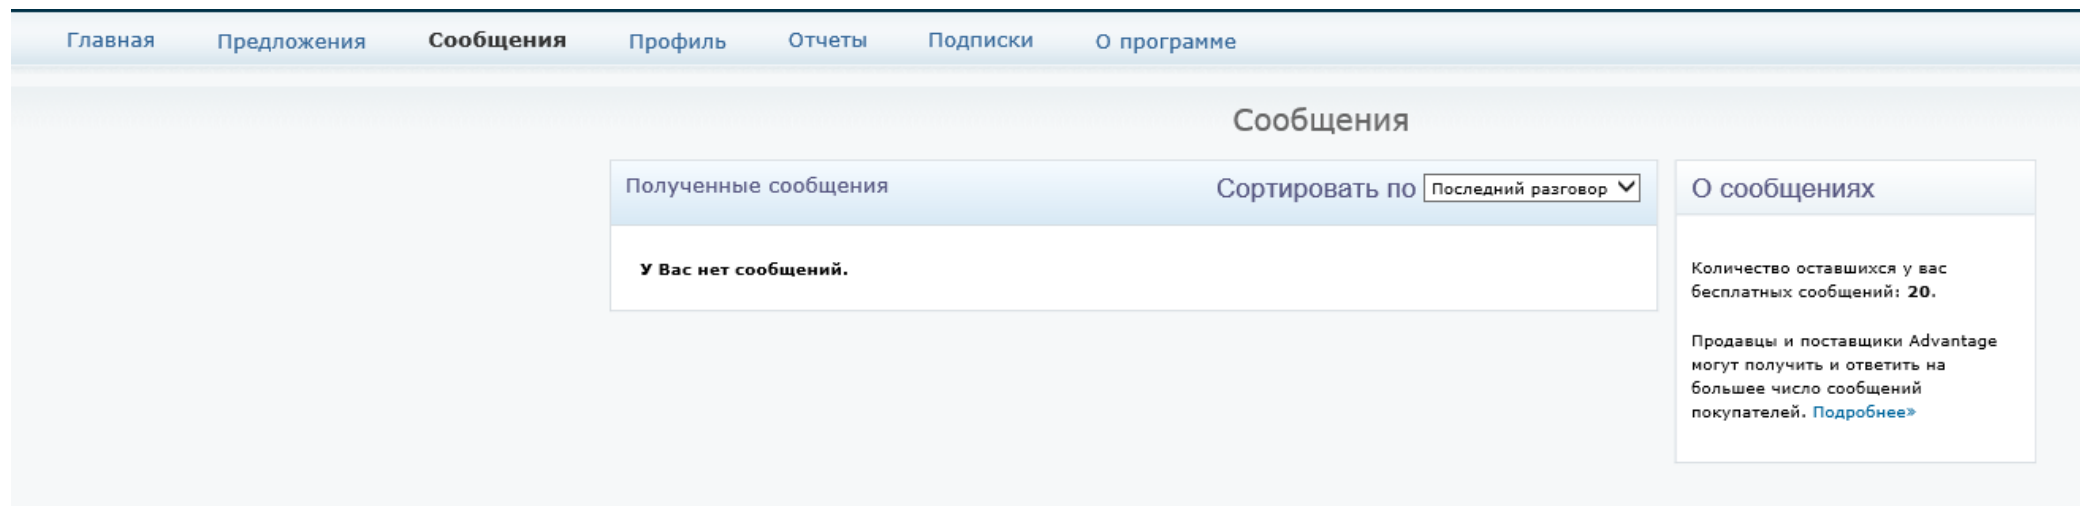 Главная Предложения Сообщения Профиль Отчеты Подписки О программе
Сообщения
Полученные сообщения Сортировать по Последний разговор
У Вас нет сообщений.
О сообщениях
Количество оставшихся у вас
бесплатных сообщений: 20.
Продавцы и поставщики Advantage
могут получить и ответить на
большее число сообщений
покупателей. Подробнее»